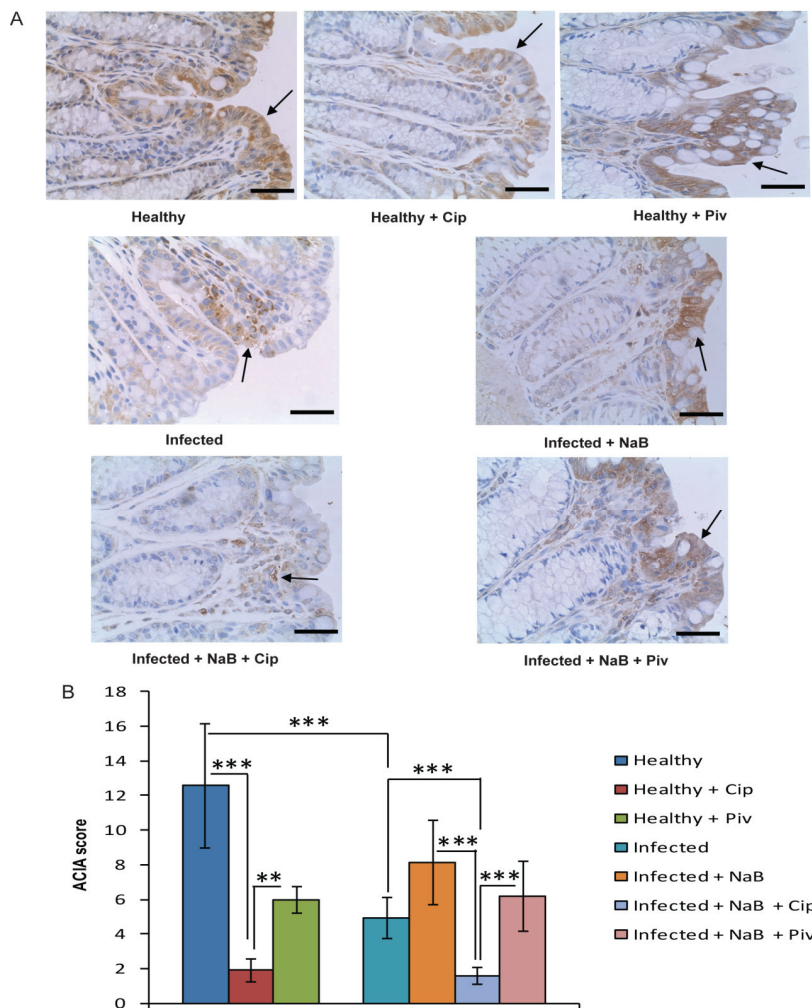 A
Healthy
Healthy + Cip
Healthy + Piv
Infected
Infected + NaB
Infected + NaB + Cip
Infected + NaB + Piv
B
ACIA score
18
16
14
12
10
8
6
4
2
0
***
***
**
***
***
***
Healthy
Healthy + Cip
Healthy + Piv
Infected
Infected + NaB
Infected + NaB + Cip
Infected + NaB + Piv